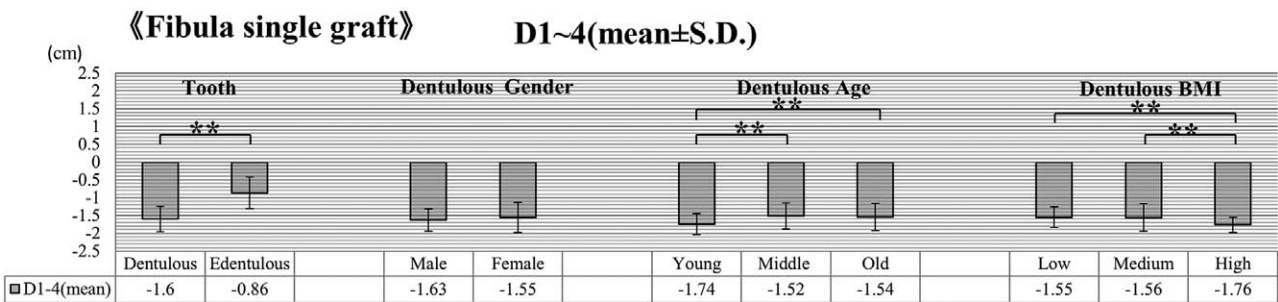 《Fibula single graft》 D1~4(mean±S.D.)
(cm)
Tooth Dentulous Gender Dentulous Age Dentulous BMI
2.5
2
1.5
1
0.5
0
-0.5
-1
-1.5
-2
-2.5
** ** ** ** **
Dentulous Edentulous Male Female Young Middle Old Low Medium High
D1-4(mean) -1.6 -0.86 -1.63 -1.55 -1.74 -1.52 -1.54 -1.55 -1.56 -1.76